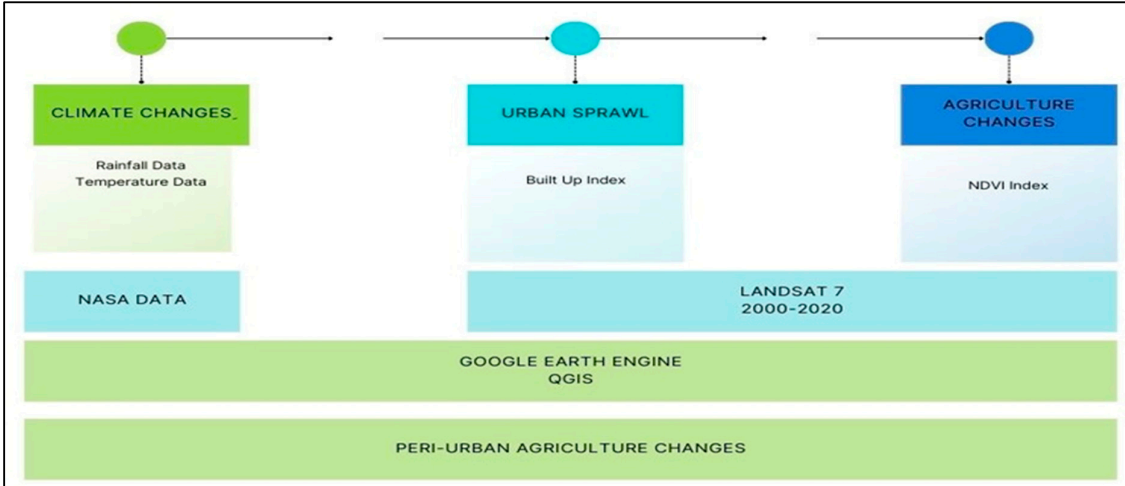 CLIMATE CHANGES_
URBAN SPRAWL
AGRICULTURE
CHANGES
Rainfall Data
Temperature Data
Built Up Index
NDVI Index
NASA DATA
LANDSAT 7
2000-2020
GOOGLE EARTH ENGINE
QGIS
PERI-URBAN AGRICULTURE CHANGES